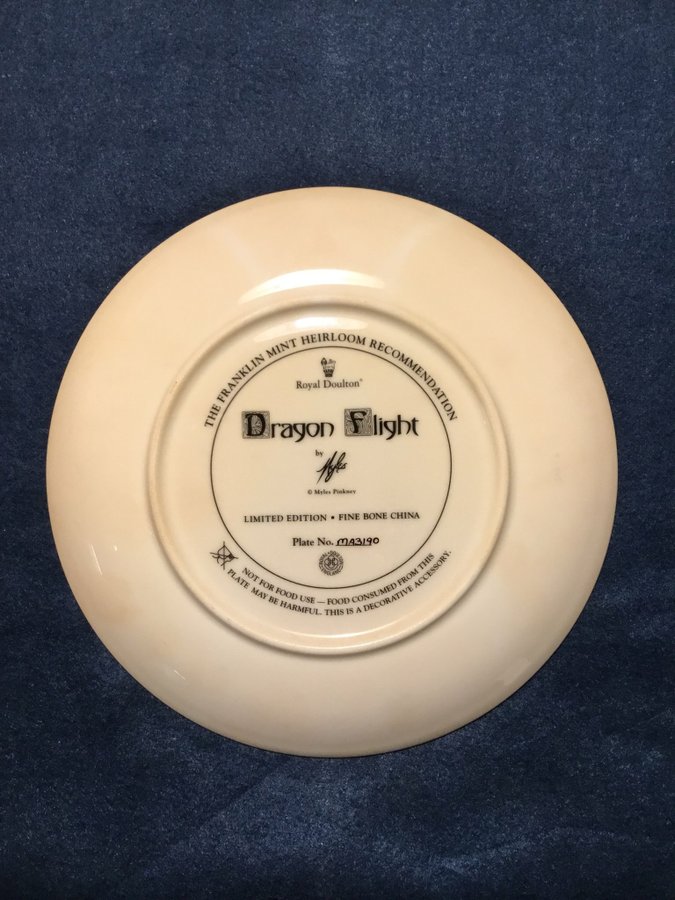 THE FRANKLIN MINT HEIRLOOM RECOMMENDATION
Royal Doulton®
Dragon Flight
by
Myles
© Myles Pinkney
LIMITED EDITION • FINE BONE CHINA
Plate No. MA3190
NOT FOR FOOD USE — FOOD CONSUMED FROM THIS
PLATE MAY BE HARMFUL. THIS IS A DECORATIVE ACCESSORY.